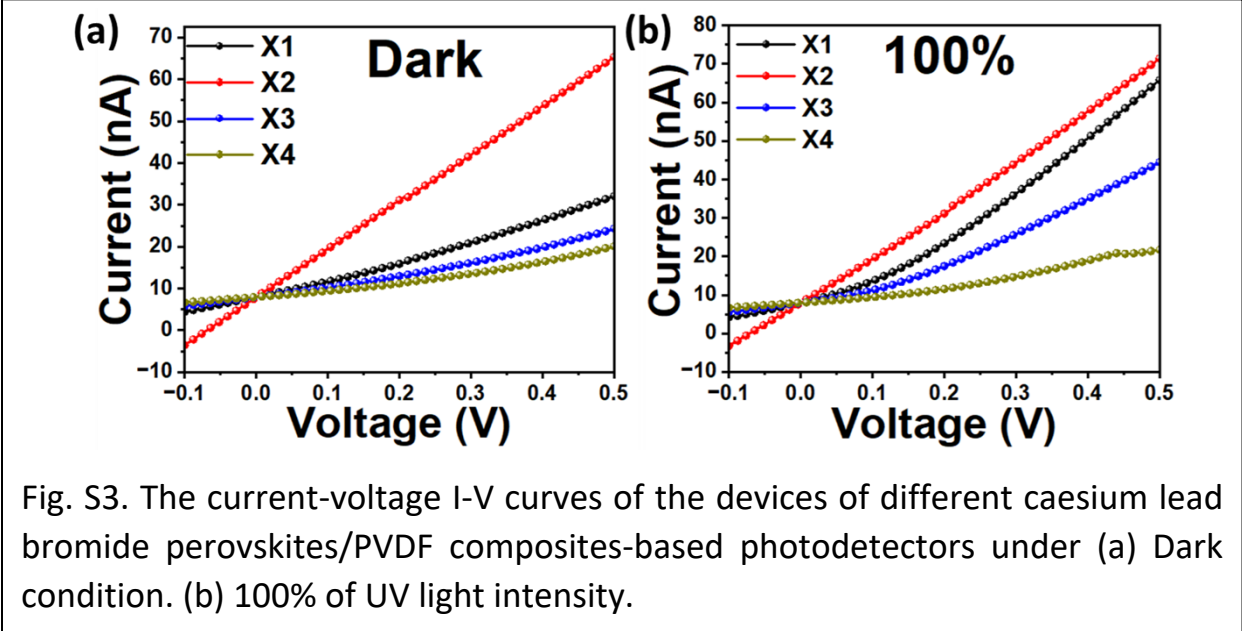 (a)
Dark
X1
X2
X3
X4
Current (nA)
70
60
50
40
30
20
10
0
−10
−0.1 0.0 0.1 0.2 0.3 0.4 0.5
Voltage (V)
(b)
100%
X1
X2
X3
X4
Current (nA)
80
70
60
50
40
30
20
10
0
−10
−0.1 0.0 0.1 0.2 0.3 0.4 0.5
Voltage (V)
Fig. S3. The current-voltage I-V curves of the devices of different caesium lead
bromide perovskites/PVDF composites-based photodetectors under (a) Dark
condition. (b) 100% of UV light intensity.